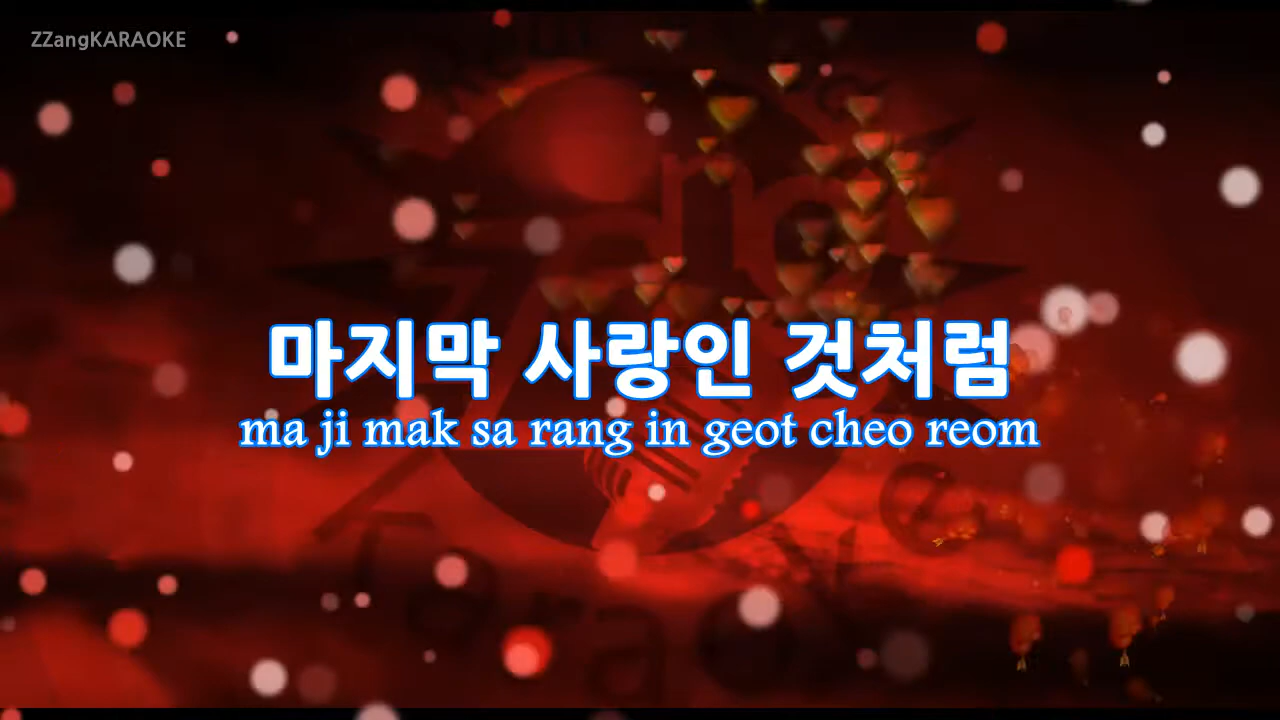 ZZangKARAOKE
마지막 사랑인 것처럼
ma ji mak sa rang in geot cheo reom